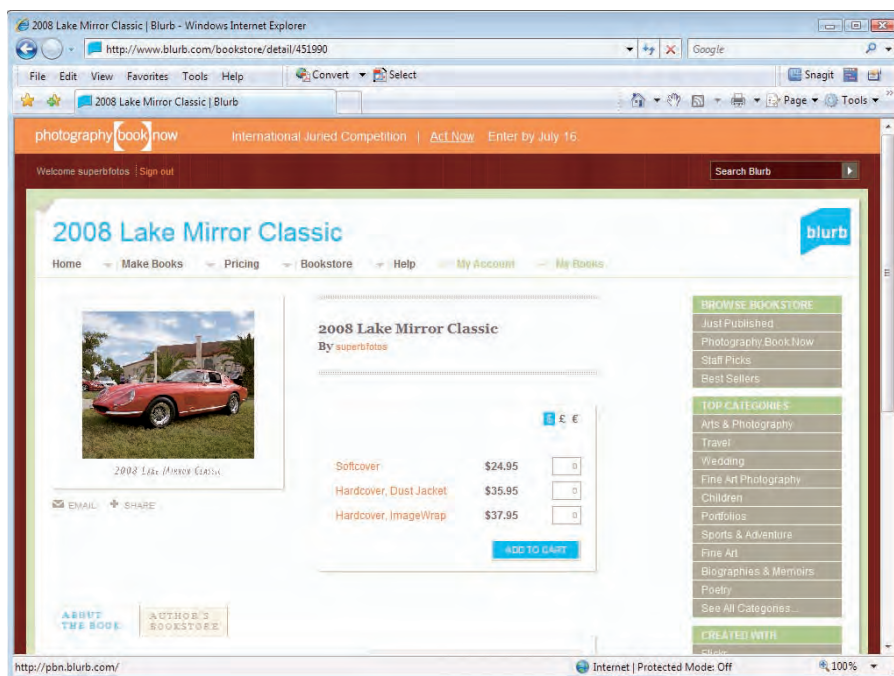 2008 Lake Mirror Classic | Blurb - Windows Internet Explorer
http://www.blurb.com/bookstore/detail/451990
Google
File Edit View Favorites Tools Help
Convert Select
Snagit
2008 Lake Mirror Classic | Blurb
Page Tools
photography book now International Juried Competition | Act Now Enter by July 16.
Welcome superbfotos Sign out
Search Blurb
2008 Lake Mirror Classic
blurb
Home Make Books Pricing Bookstore Help My Account My Books
2008 Lake Mirror Classic
By superbfotos
$ £ €
Softcover $24.95 0
Hardcover, Dust Jacket $35.95 0
Hardcover, ImageWrap $37.95 0
ADD TO CART
2008 Lake Mirror Classic
EMAIL SHARE
ABOUT
THE BOOK
AUTHOR'S
BOOKSTORE
BROWSE BOOKSTORE
Just Published
Photography.Book.Now
Staff Picks
Best Sellers
TOP CATEGORIES
Arts & Photography
Travel
Wedding
Fine Art Photography
Children
Portfolios
Sports & Adventure
Fine Art
Biographies & Memoirs
Poetry
See All Categories...
CREATED WITH
Flickr
http://pbn.blurb.com/
Internet | Protected Mode: Off
100%